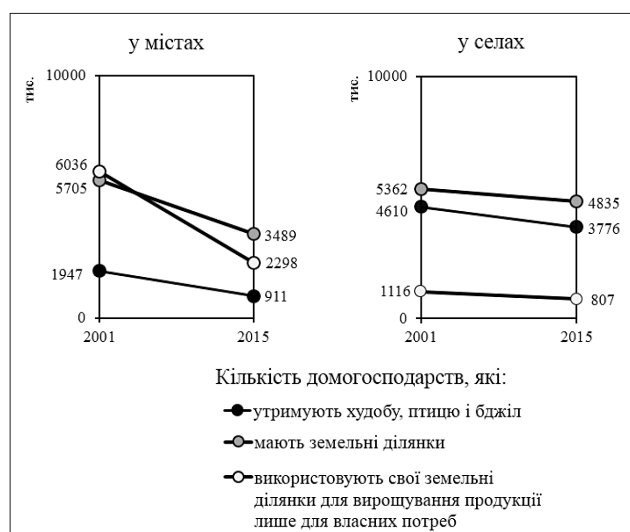 у містах
тис.
10000
6036
5705
3489
2298
1947
911
0
2001
2015
у селах
тис.
10000
5362
4835
4610
3776
1116
807
0
2001
2015
Кількість домогосподарств, які:
утримують худобу, птицю і бджіл
мають земельні ділянки
використовують свої земельні
ділянки для вирощування продукції
лише для власних потреб